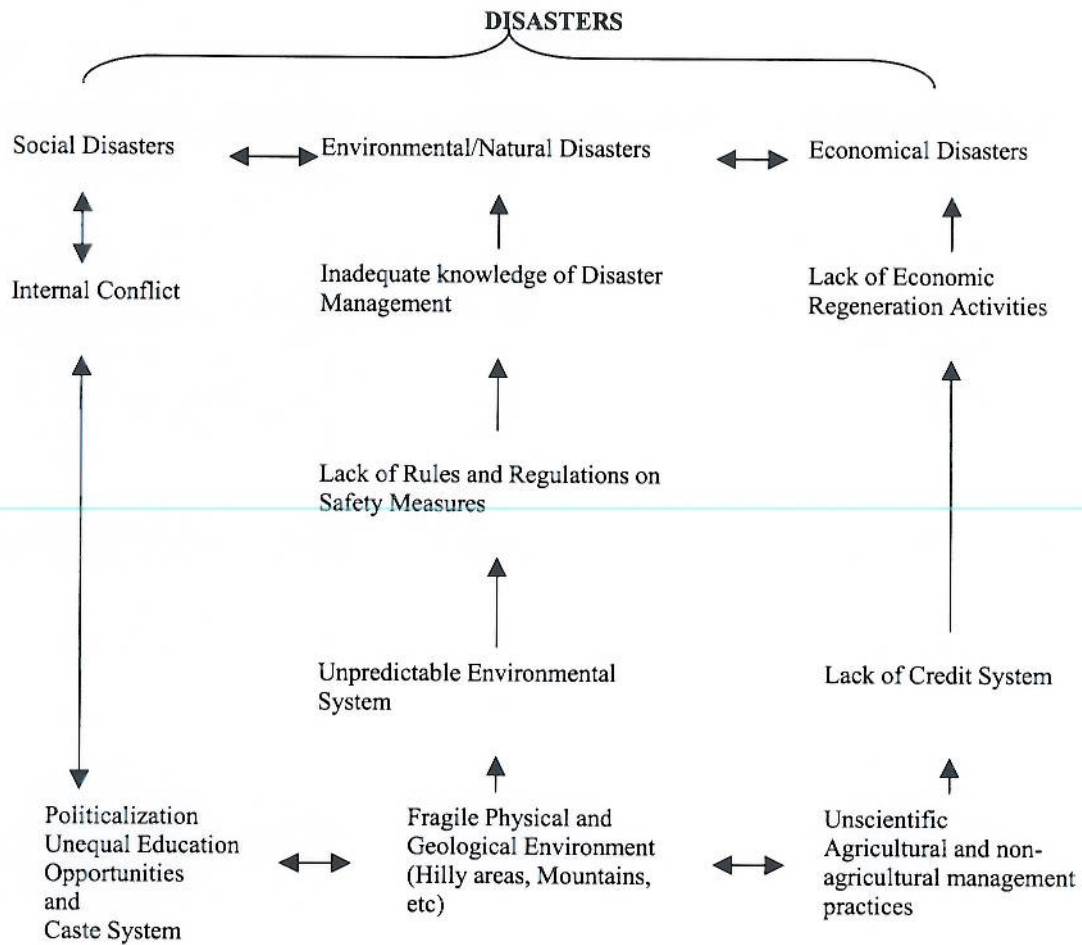 DISASTERS
Social Disasters
Environmental/Natural Disasters
Economical Disasters
Internal Conflict
Inadequate knowledge of Disaster
Management
Lack of Economic
Regeneration Activities
Lack of Rules and Regulations on
Safety Measures
Unpredictable Environmental
System
Lack of Credit System
Politicalization
Unequal Education
Opportunities
and
Caste System
Fragile Physical and
Geological Environment
(Hilly areas, Mountains,
etc)
Unscientific
Agricultural and non-
agricultural management
practices